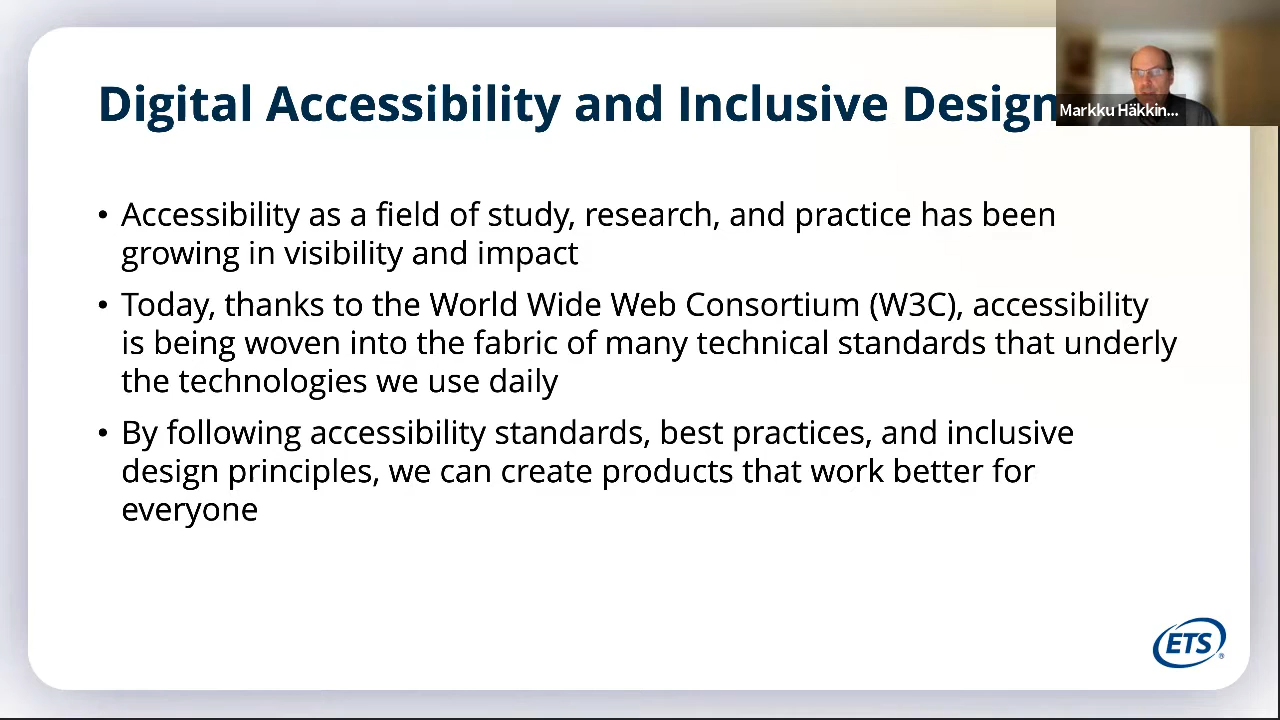 Digital Accessibility and Inclusive Design
Markku Häkkin...
• Accessibility as a field of study, research, and practice has been
growing in visibility and impact
• Today, thanks to the World Wide Web Consortium (W3C), accessibility
is being woven into the fabric of many technical standards that underly
the technologies we use daily
• By following accessibility standards, best practices, and inclusive
design principles, we can create products that work better for
everyone
ETS®